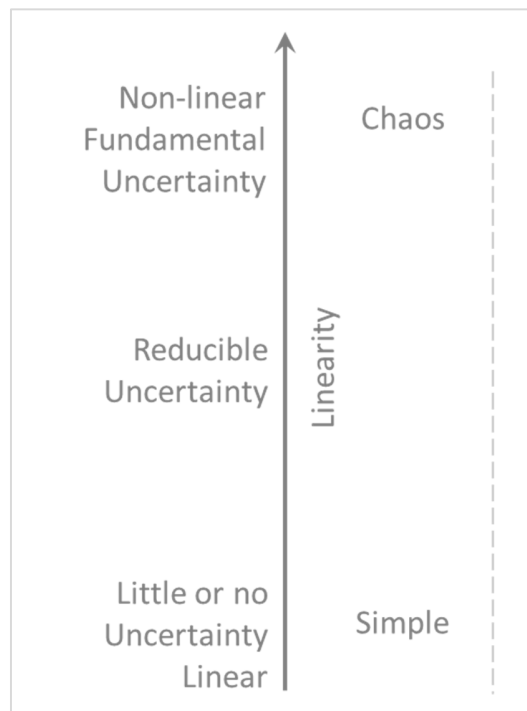 Non-linear
Fundamental
Uncertainty
Chaos
Reducible
Uncertainty
Linearity
Little or no
Uncertainty
Linear
Simple